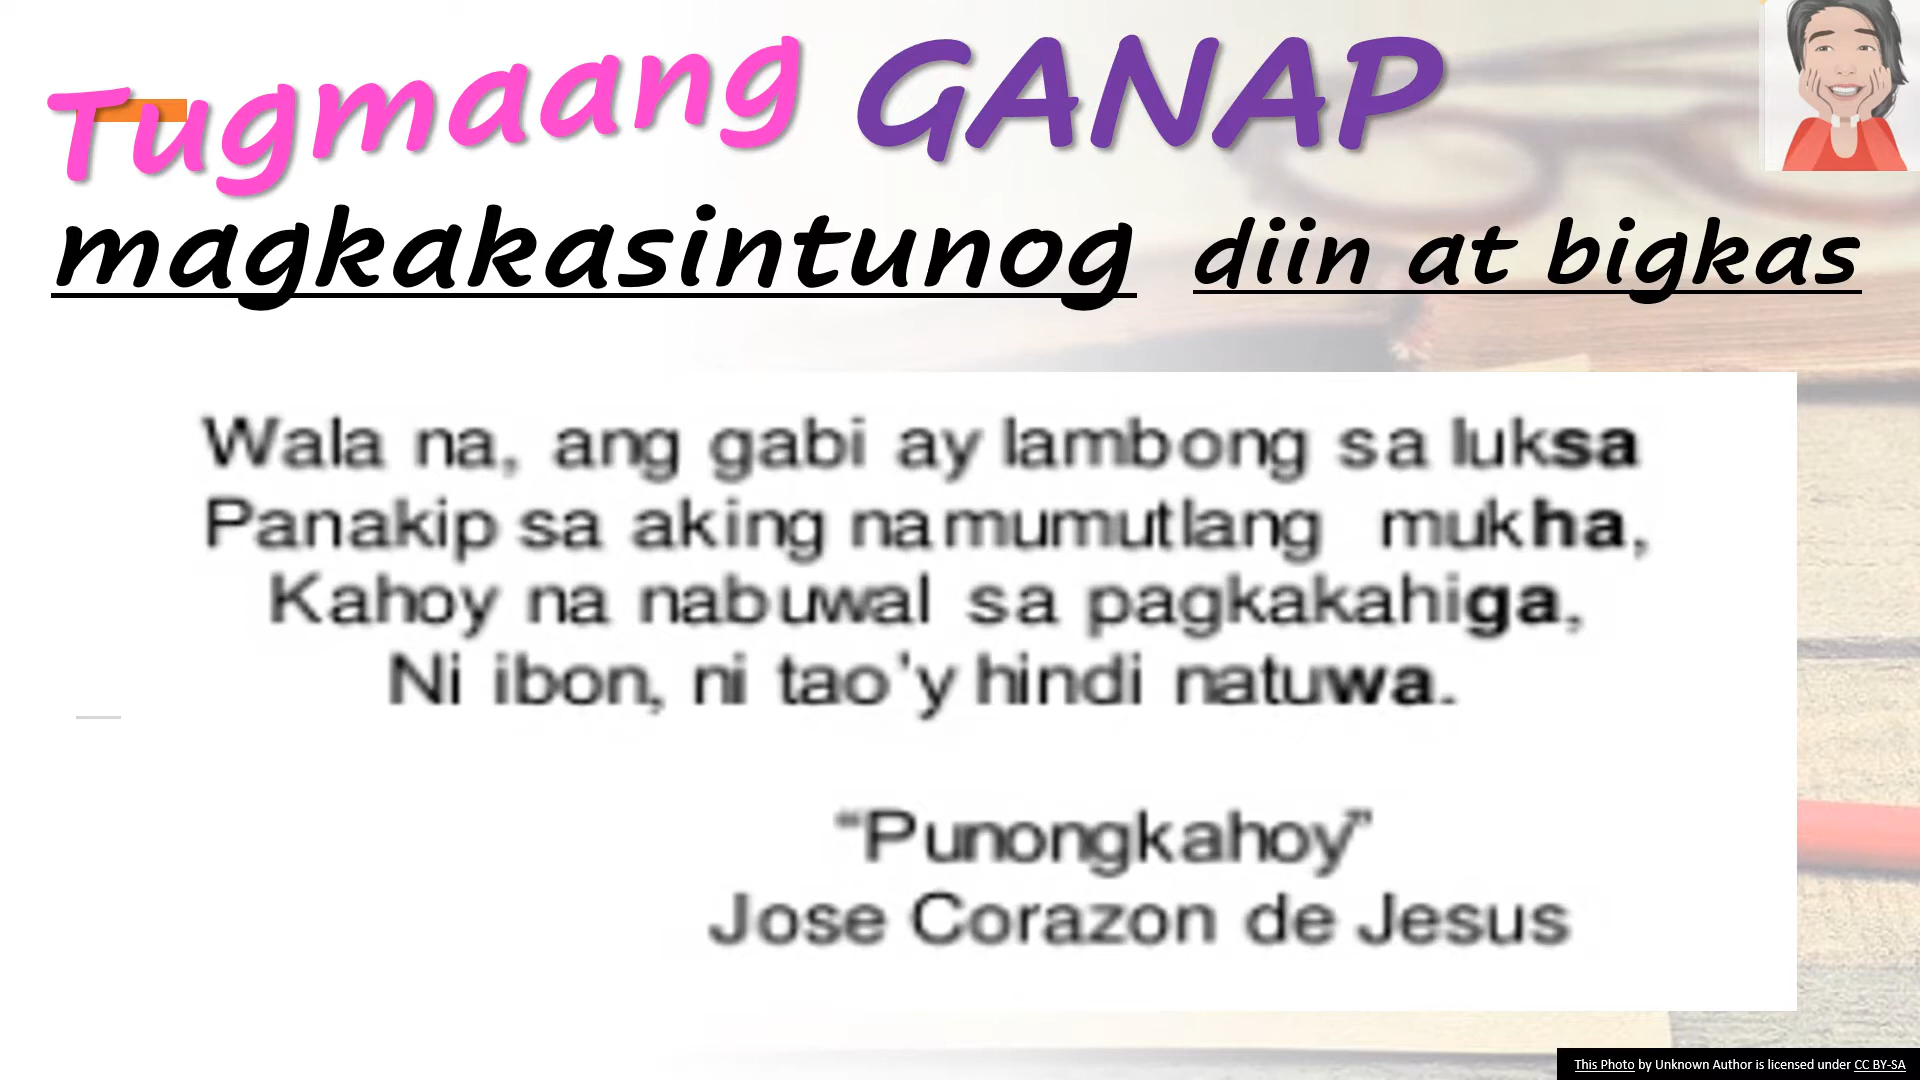 Tugmaang GANAP
magkakasintunog diin at bigkas
Wala na, ang gabi ay lambong sa luksa
Panakip sa aking namumutlang mukha,
Kahoy na nabuwal sa pagkakahiga,
Ni ibon, ni tao'y hindi natuwa.
“Punongkahoy”
Jose Corazon de Jesus
This Photo by Unknown Author is licensed under CC BY-SA